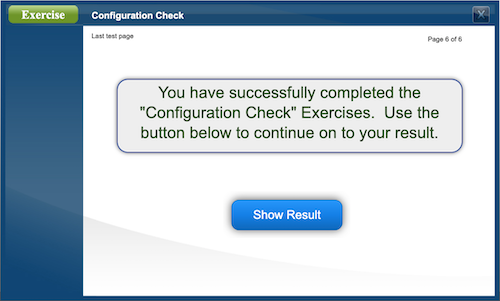 Exercise
Configuration Check
X
Last test page
Page 6 of 6
You have successfully completed the
"Configuration Check" Exercises.  Use the
button below to continue on to your result.
Show Result